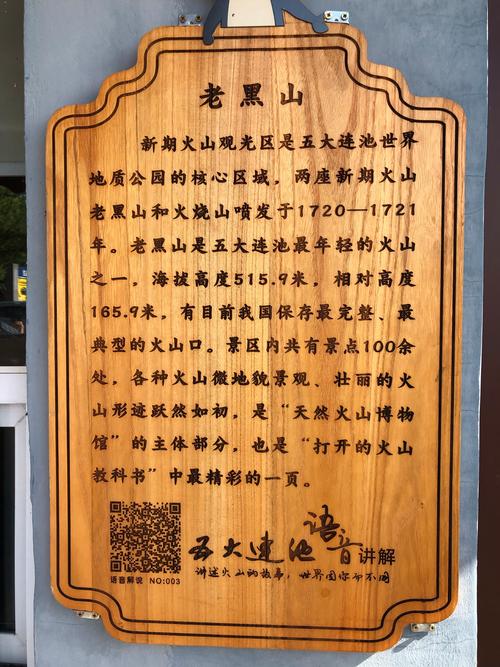 老黑山
新期火山观光区是五大连池世界
地质公园的核心区域，两座新期火山
老黑山和火烧山喷发于1720—1721
年。老黑山是五大连池最年轻的火山
之一，海拔高度515.9米，相对高度
165.9米，有目前我国保存最完整、最
典型的火山口。景区内共有景点100余
处，各种火山微地貌景观、壮丽的火
山形迹跃然如初，是“天然火山博物
馆”的主体部分，也是“打开的火山
教科书”中最精彩的一页。
五大连池语音讲解
讲述火山的故事，世界因你而不同
语音解说 NO:003